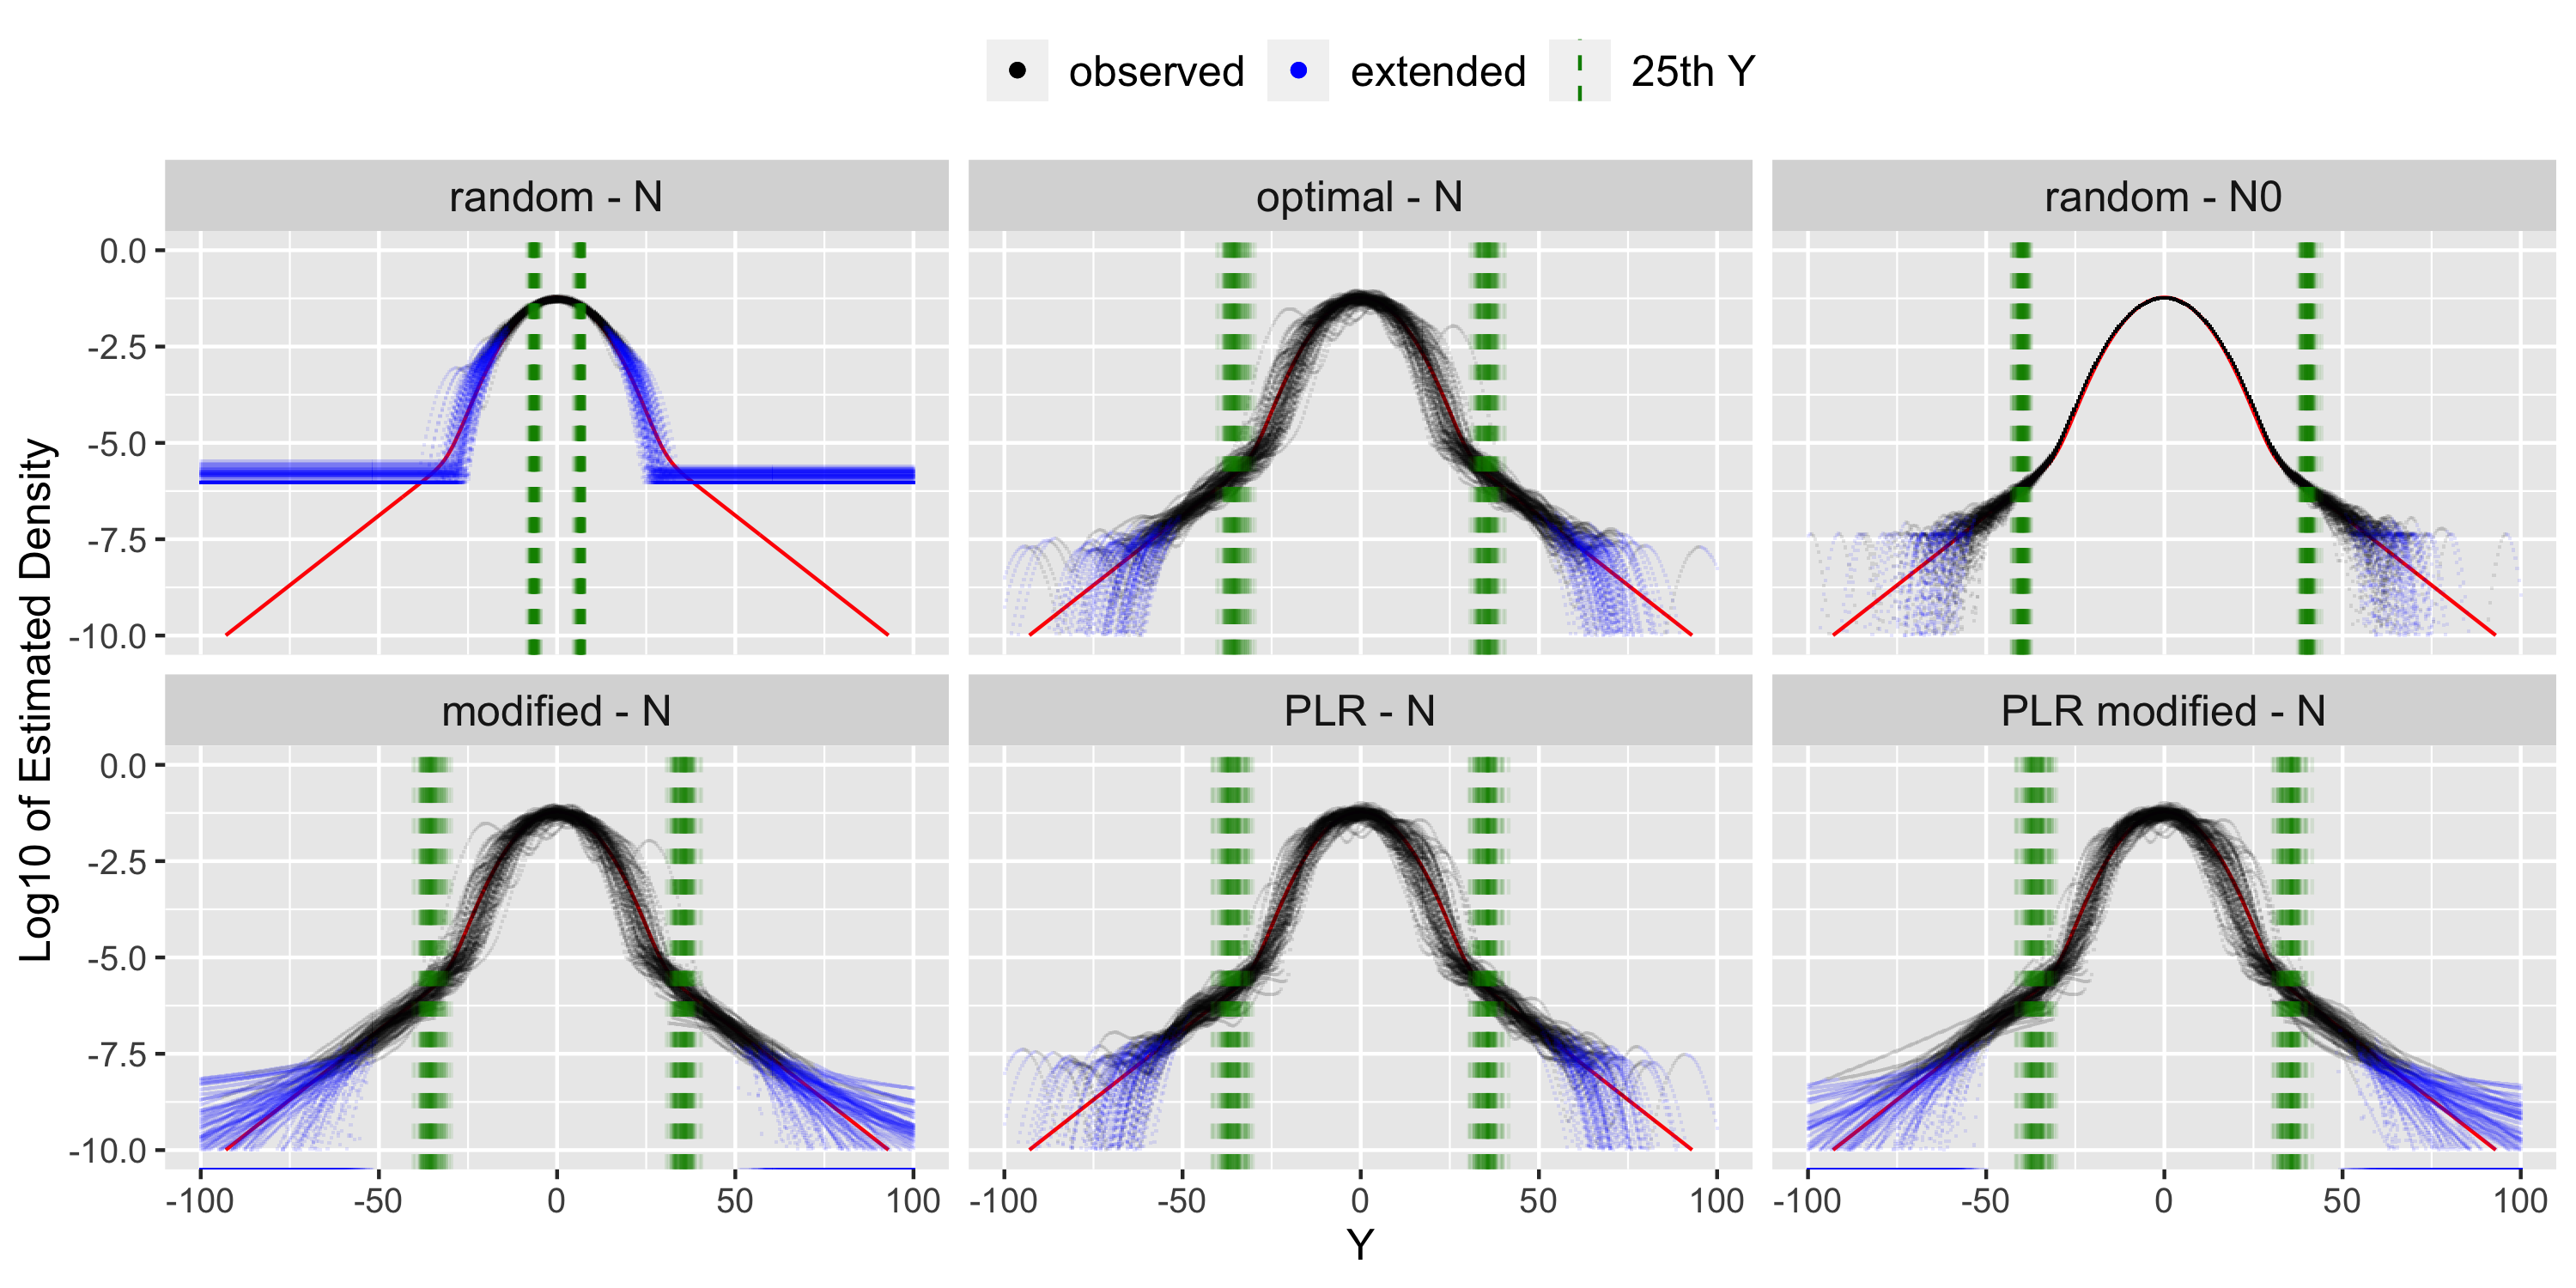 observed extended 25th Y
random - N optimal - N random - N0
0.0
-2.5
-5.0
-7.5
-10.0
modified - N PLR - N PLR modified - N
0.0
-2.5
-5.0
-7.5
-10.0
-100 -50 0 50 100 -100 -50 0 50 100 -100 -50 0 50 100
Y
Log10 of Estimated Density